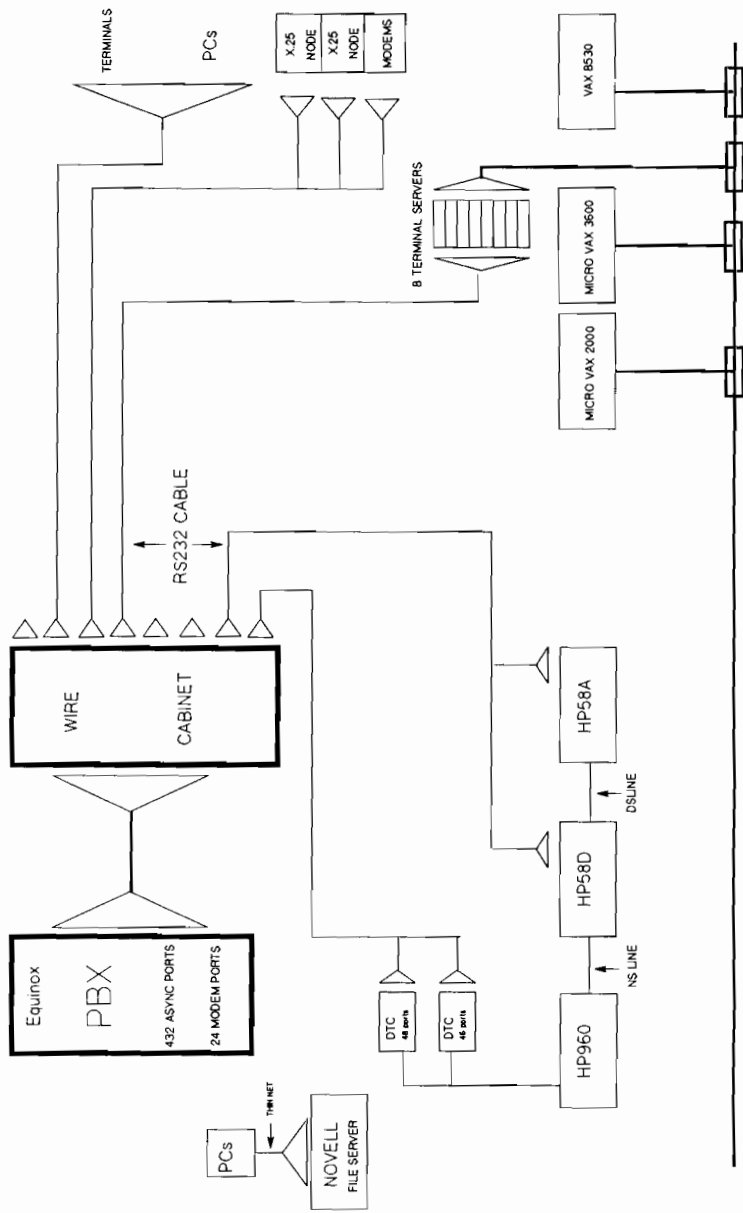 Equinox
PBX
432 ASYNC PORTS
24 MODEM PORTS
WIRE
CABINET
TERMINALS
PCs
X.25
NODE
X.25
NODE
MODEMS
RS232 CABLE
PCs
THIN NET
NOVELL
FILE SERVER
DTC
48 ports
DTC
46 ports
8 TERMINAL SERVERS
HP960
NS LINE
HP58D
DSLINE
HP58A
MICRO VAX 2000
MICRO VAX 3600
VAX 8530